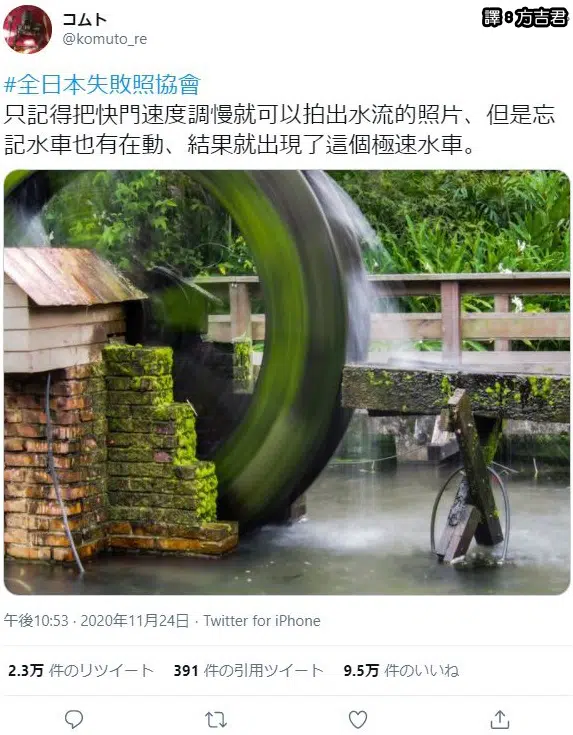 コムト
@komuto_re
譯8方吉君
#全日本失敗照協會
只記得把快門速度調慢就可以拍出水流的照片、但是忘
記水車也有在動、結果就出現了這個極速水車。
午後10:53 · 2020年11月24日 · Twitter for iPhone
2.3万 件のリツイート 391 件の引用ツイート 9.5万 件のいいね